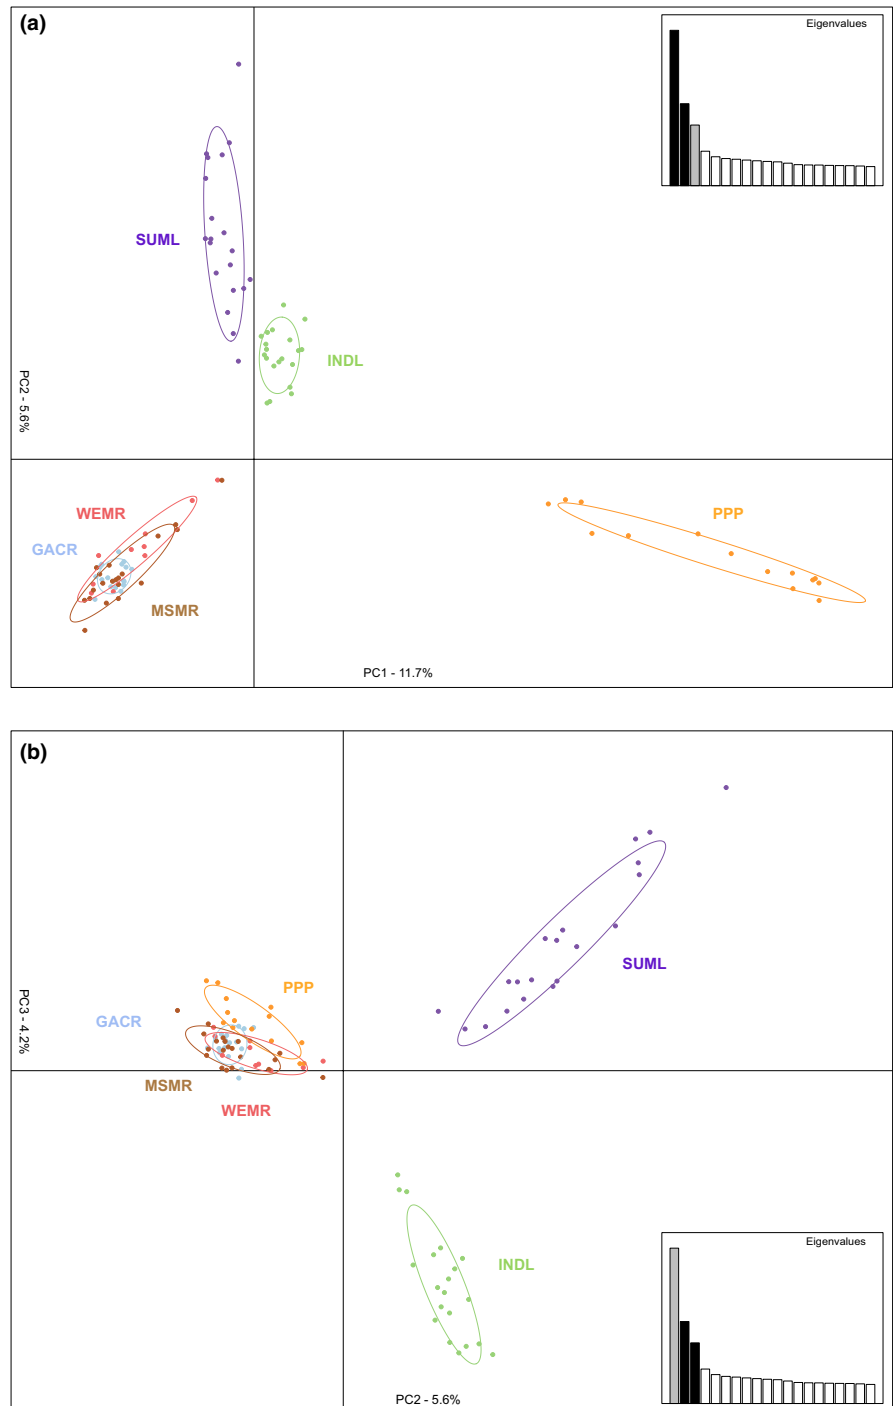 (a)
Eigenvalues
SUML
INDL
PC2 - 5.6%
WEMR
PPP
GACR
MSMR
PC1 - 11.7%
(b)
SUML
PPP
PC3 - 4.2%
GACR
MSMR
WEMR
Eigenvalues
INDL
PC2 - 5.6%